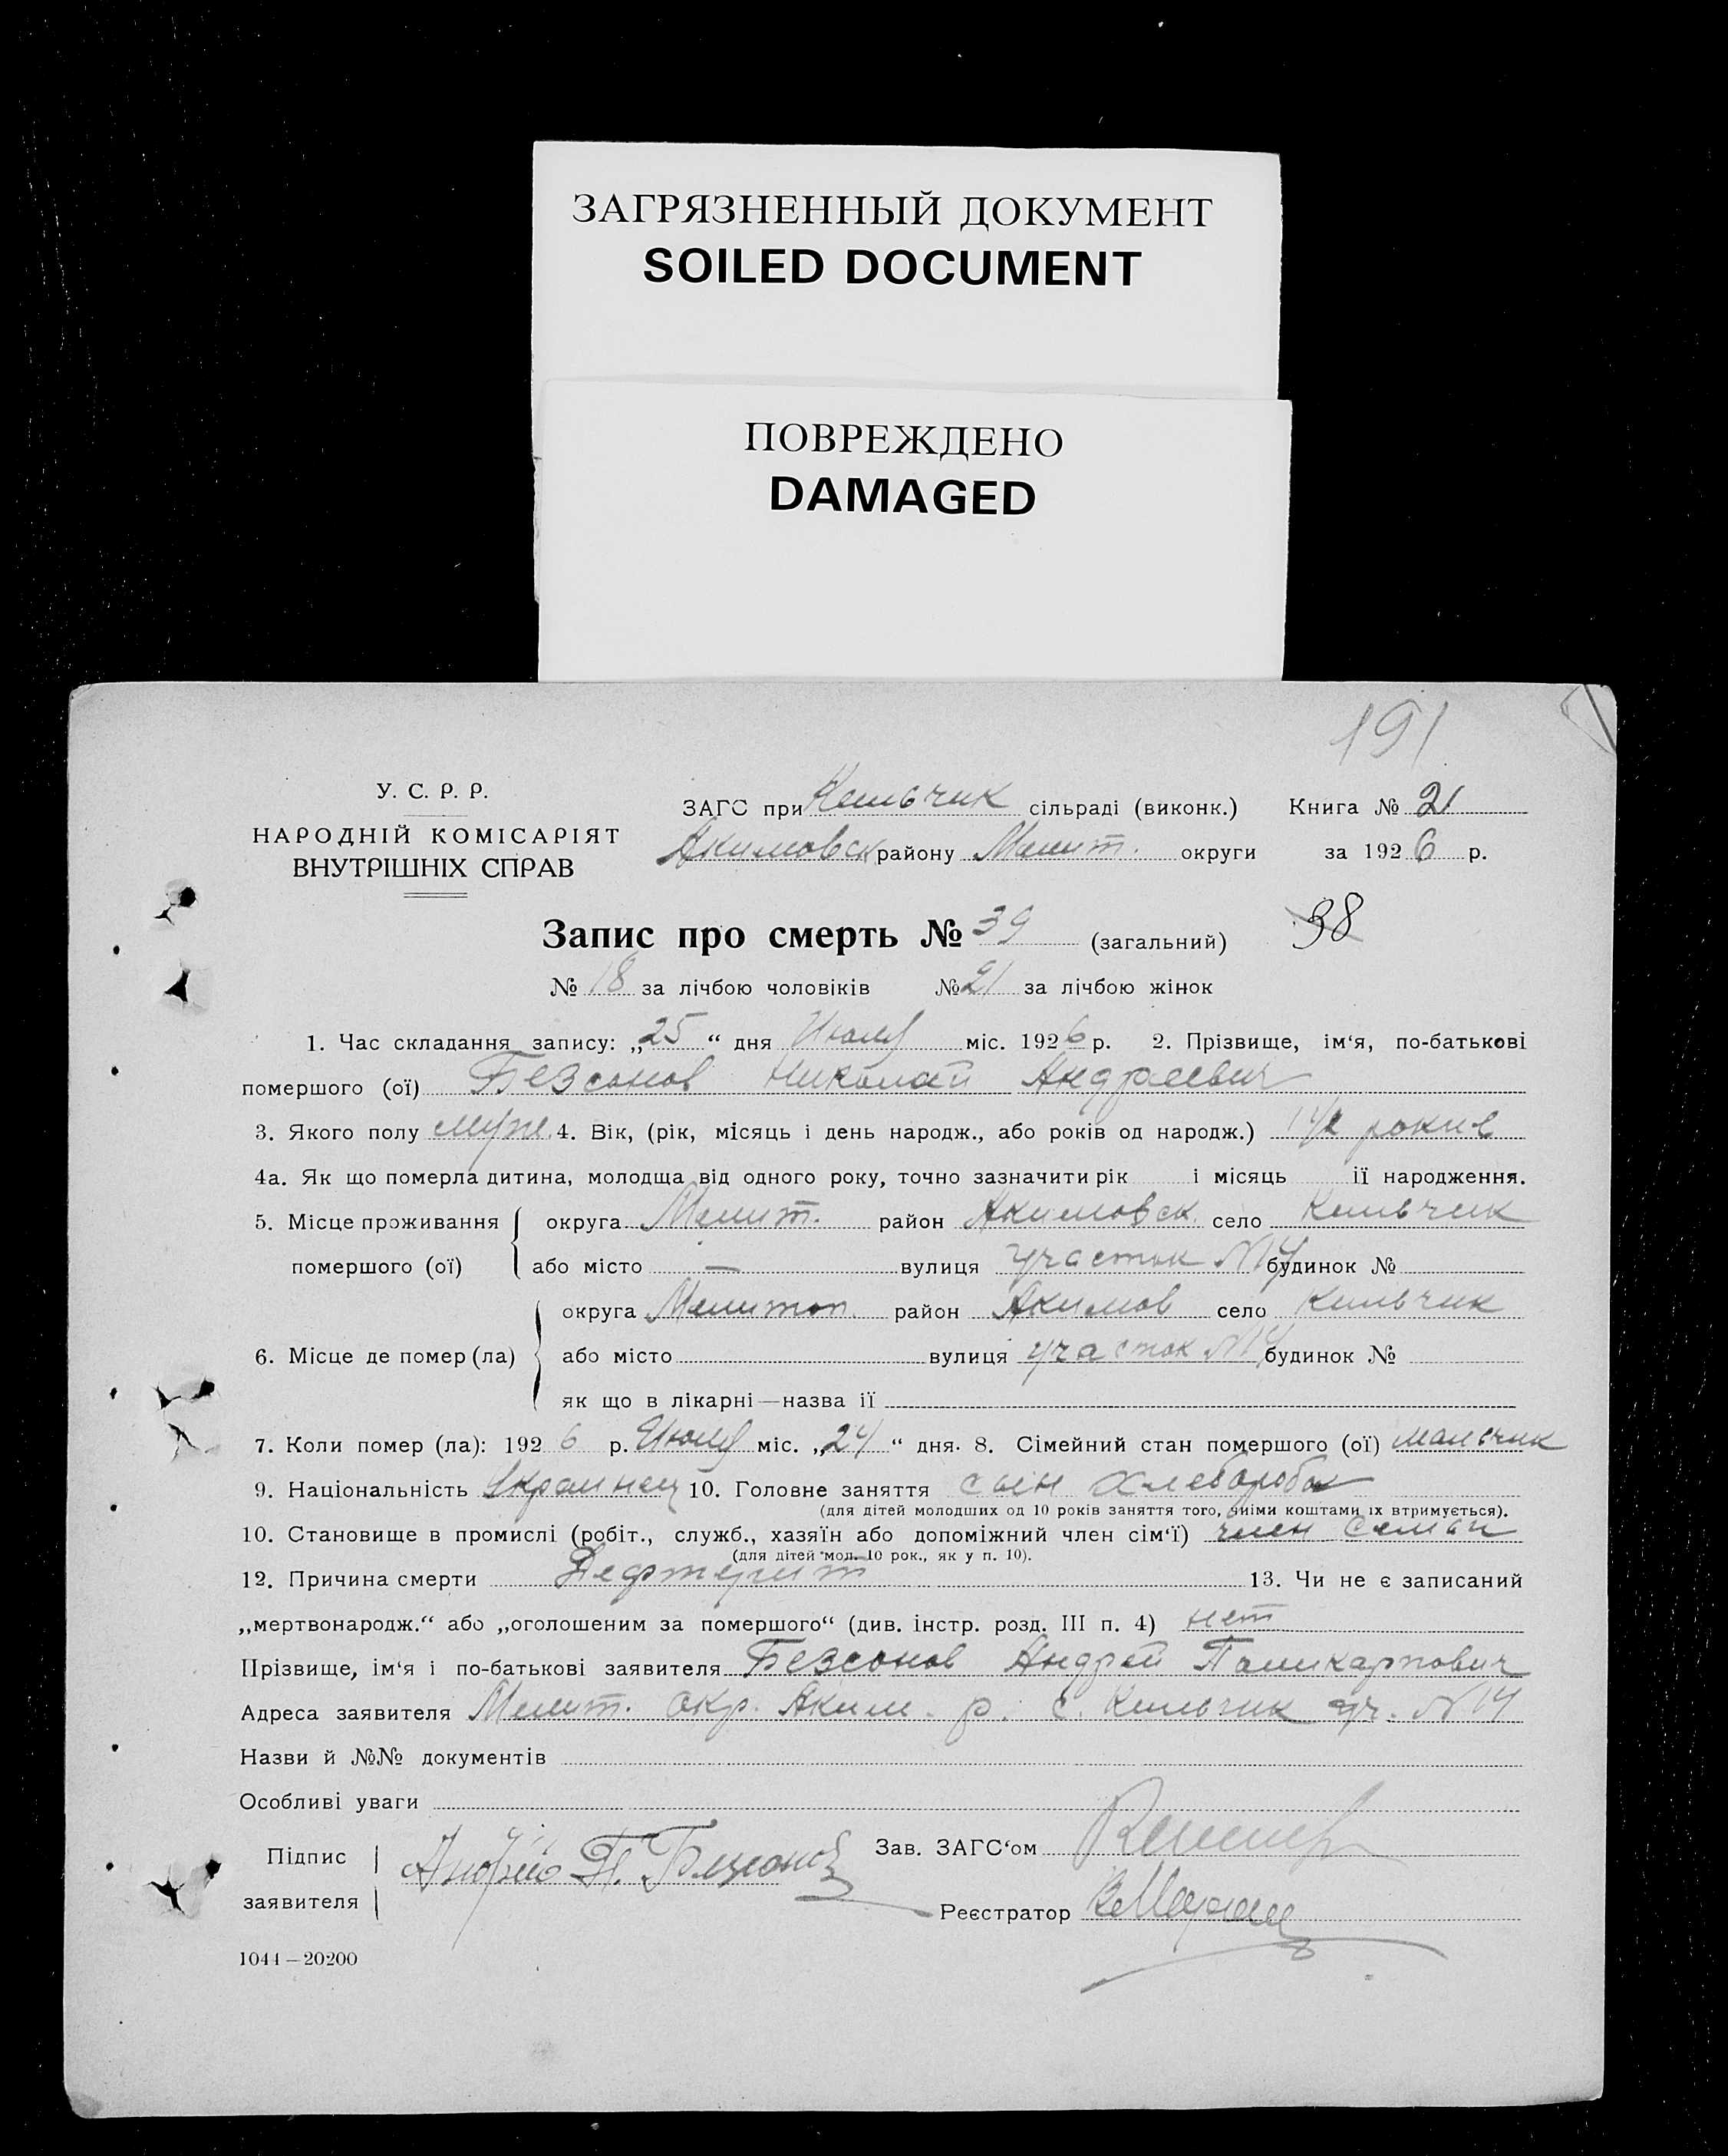 ЗАГРЯЗНЕННЫЙ ДОКУМЕНТ
SOILED DOCUMENT
ПОВРЕЖДЕНО
DAMAGED
191
У. С. Р. Р.
НАРОДНІЙ КОМІСАРІЯТ
ВНУТРІШНІХ СПРАВ
ЗАГС при Кильчик сільраді (виконк.) Книга № 21
Акимовск району Мелит. округи за 1926 р.
Запис про смерть № 39 (загальний) 38
№ 18 за лічбою чоловіків № 21 за лічбою жінок
1. Час складання запису: „25“ дня Июля міс. 1926 р. 2. Прізвище, ім‘я, по-батькові
помершого (ої) Безсонов Николай Андреевич
3. Якого полу муж. 4. Вік, (рік, місяць і день народж., або років од народж.) 1 1/2 рокив
4а. Як що померла дитина, молодща від одного року, точно зазначити рік і місяць її народження.
5. Місце проживання помершого (ої) округа Мелит. район Акимовск. село Кильчик
або місто — вулиця участок № 4 будинок №
6. Місце де помер (ла) округа Мелитоп. район Акимов село Кильчик
або місто вулиця участок № 4 будинок №
як що в лікарні—назва її
7. Коли помер (ла): 1926 р. Июля міс. „24“ дня. 8. Сімейний стан помершого (ої) мальчик
9. Національність Украинец 10. Головне заняття сын хлебороба
(для дітей молодших од 10 років заняття того, чиїми коштами їх втримується).
10. Становище в промислі (робіт., служб., хазяїн або допоміжний член сім‘ї) член семьи
(для дітей мол. 10 рок., як у п. 10).
12. Причина смерти Дефтерит 13. Чи не є записаний
„мертвонародж.“ або „оголошеним за помершого“ (див. інстр. розд. III п. 4) нет
Прізвище, ім‘я і по-батькові заявителя Безсонов Андрей Поликарпович
Адреса заявителя Мелит. окр. Аким. р. с. Кильчик уч. № 4
Назви й №№ документів
Особливі уваги
Підпис заявителя Андрій П. Безсонов
Зав. ЗАГС‘ом
Реєстратор
1044—20200